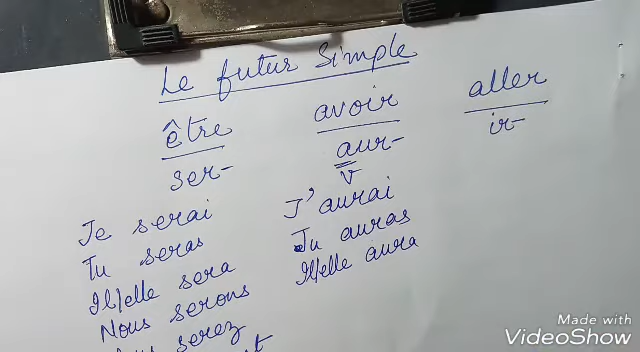 Le futur simple
être avoir aller
ser- aur- ir-
v
Je serai J'aurai
Tu seras Tu auras
Il/elle sera Il/elle aura
Nous serons
serez
Made with
VideoShow